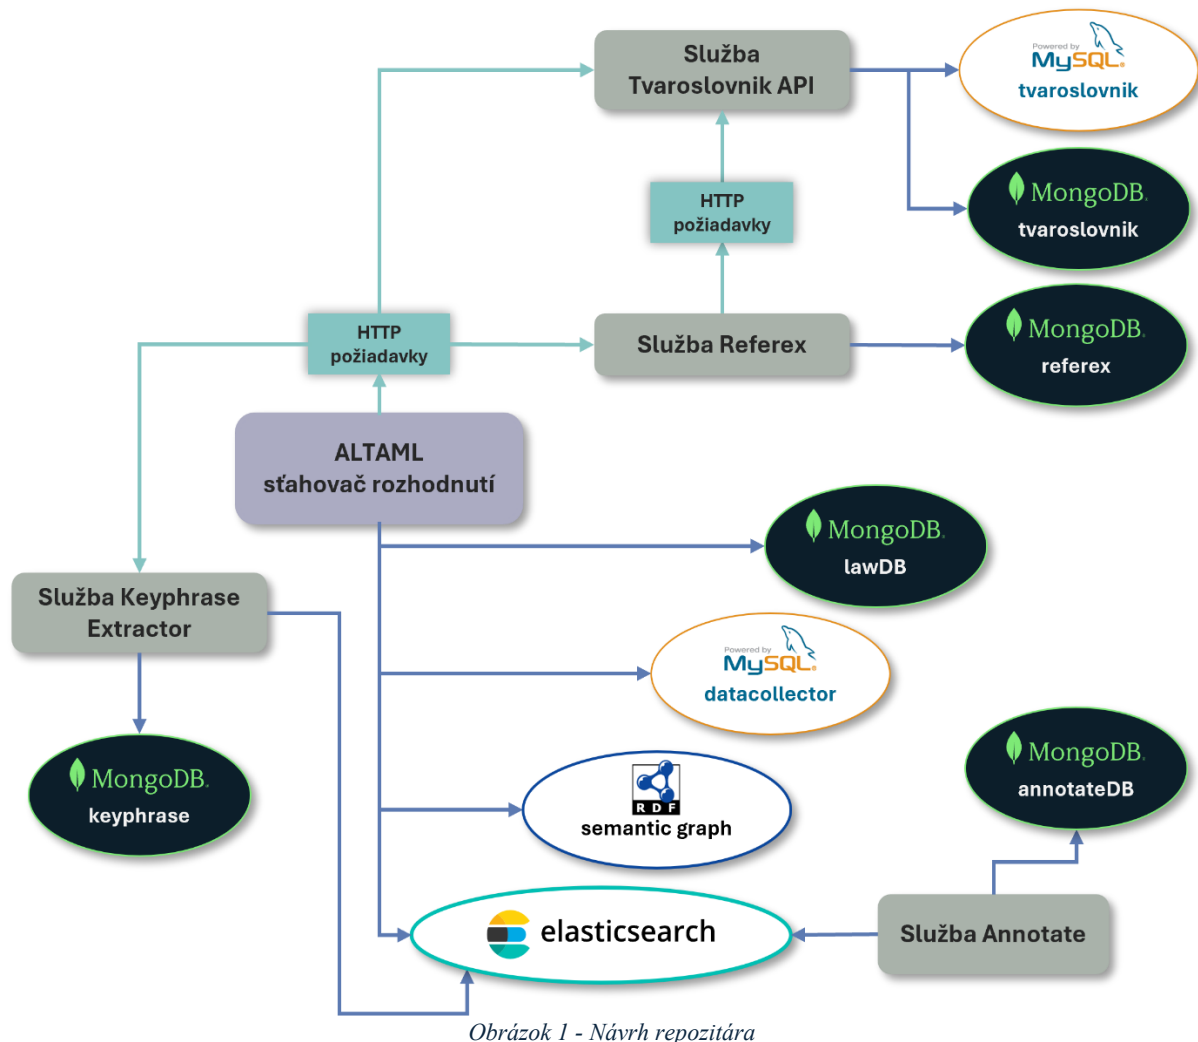 Služba
Tvaroslovnik API
Powered by
MySQL®
tvaroslovnik
HTTP
požiadavky
MongoDB®
tvaroslovnik
HTTP
požiadavky
Služba Referex
MongoDB®
referex
ALTAML
sťahovač rozhodnutí
MongoDB®
lawDB
Služba Keyphrase
Extractor
Powered by
MySQL®
datacollector
MongoDB®
keyphrase
RDF
semantic graph
MongoDB®
annotateDB
elasticsearch
Služba Annotate
Obrázok 1 - Návrh repozitára